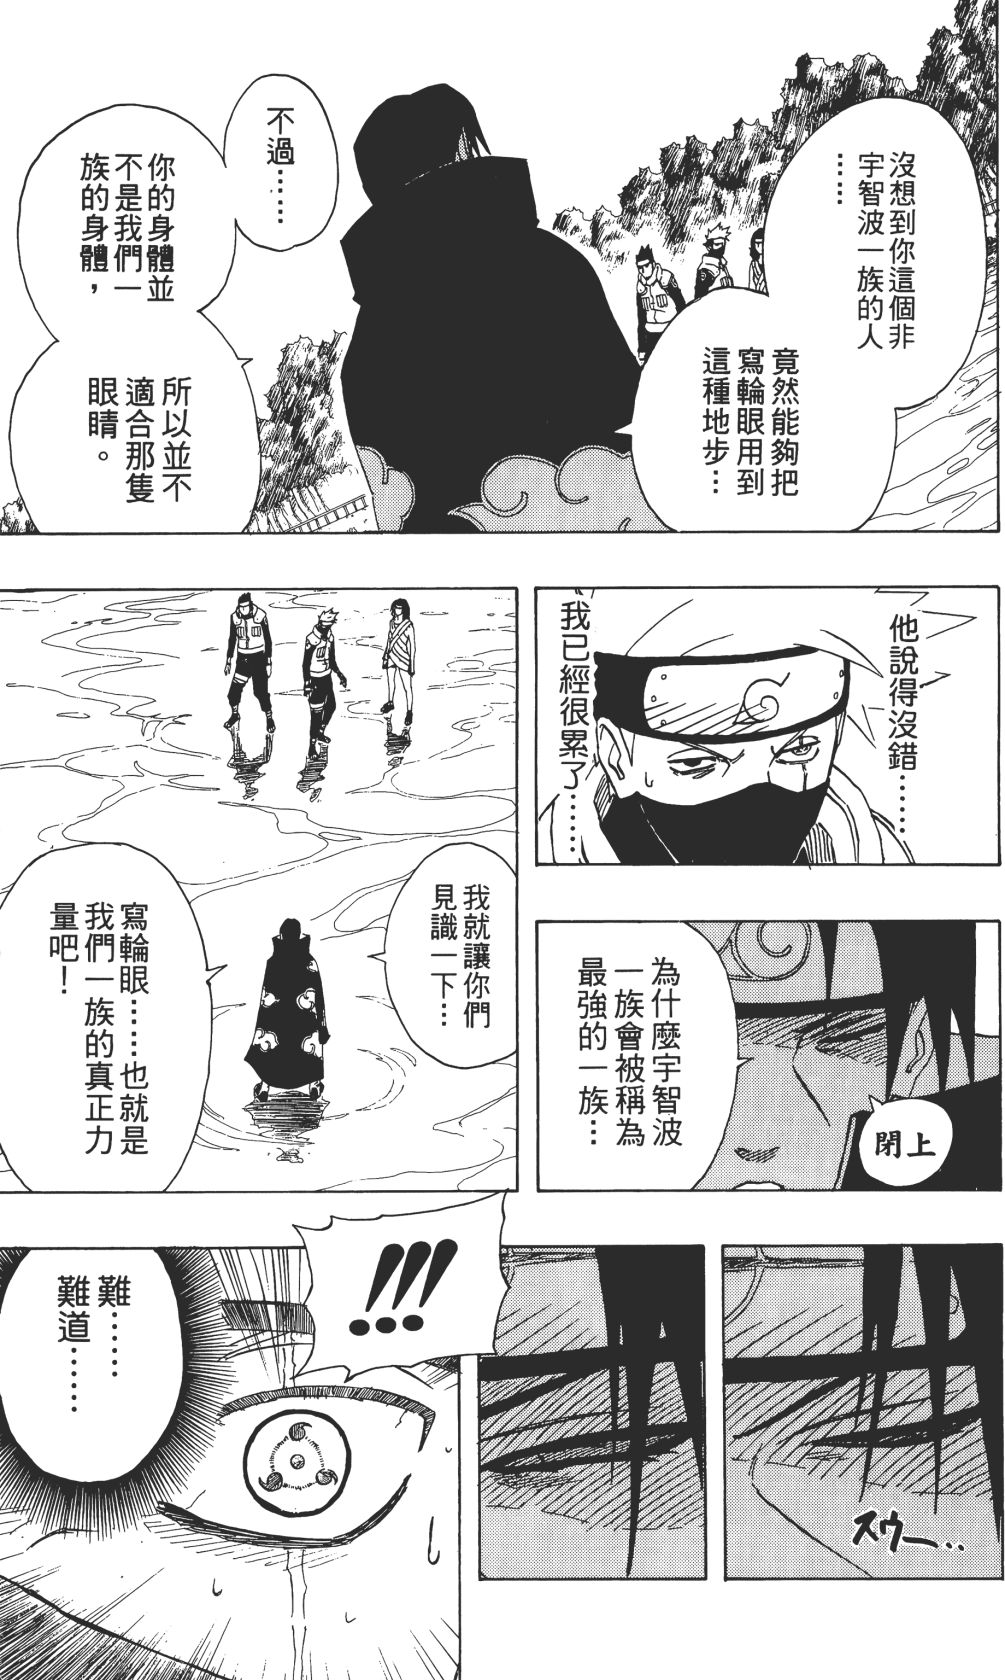 沒想到你這個非
宇智波一族的人
……
竟然能夠把
寫輪眼用到
這種地步…
不過……
你的身體並
不是我們一
族的身體，
所以並不
適合那隻
眼睛。
他說得沒錯……
我已經很累了……
為什麼宇智波
一族會被稱為
最強的一族…
閉上
我就讓你們
見識一下…
寫輪眼……也就是
我們一族的真正力
量吧！
スウー‥
!!!
難……
難道……